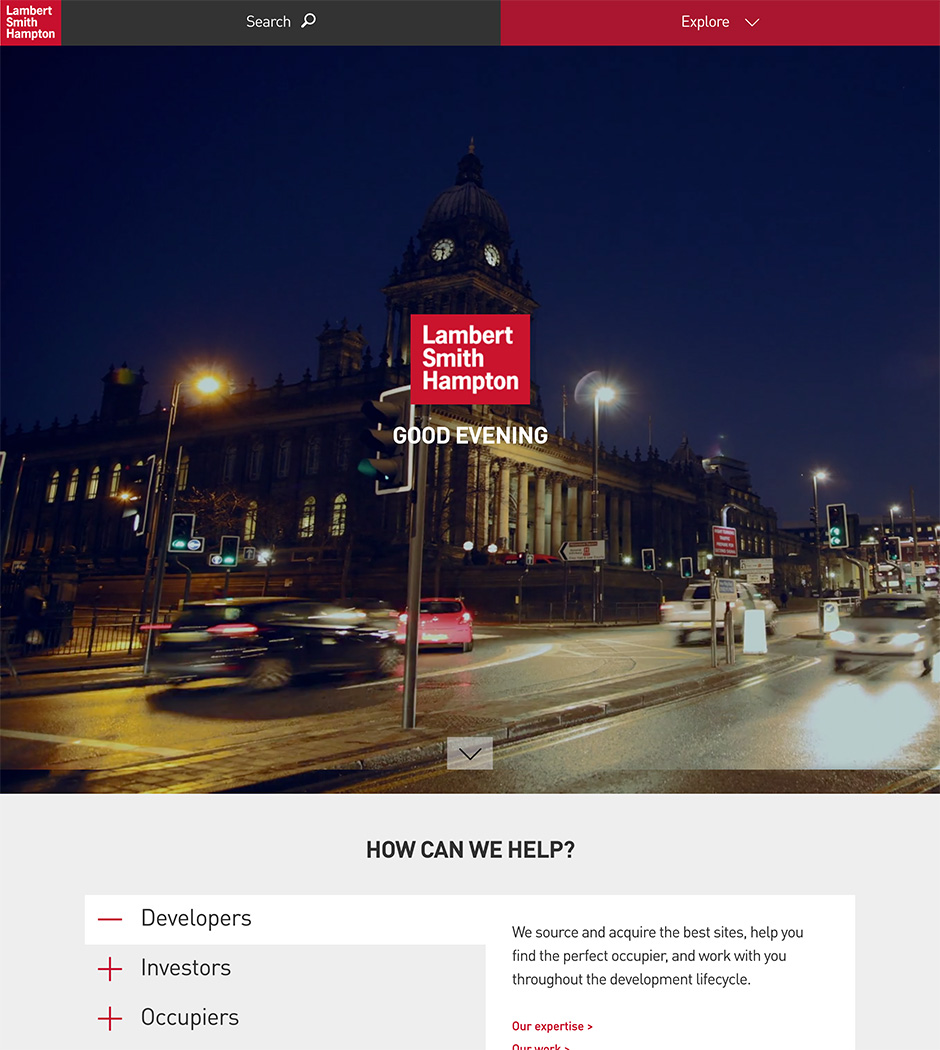 Lambert
Smith
Hampton
Search
Explore
Lambert
Smith
Hampton
GOOD EVENING
HOW CAN WE HELP?
Developers
Investors
Occupiers
We source and acquire the best sites, help you
find the perfect occupier, and work with you
throughout the development lifecycle.
Our expertise >
Our work >